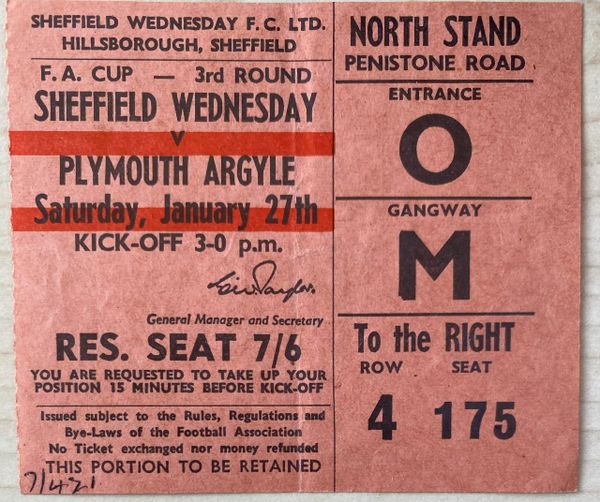 SHEFFIELD WEDNESDAY F.C. LTD.
HILLSBOROUGH, SHEFFIELD
F. A. CUP — 3rd ROUND
SHEFFIELD WEDNESDAY
V
PLYMOUTH ARGYLE
Saturday, January 27th
KICK-OFF 3-0 p.m.
General Manager and Secretary
RES. SEAT 7/6
YOU ARE REQUESTED TO TAKE UP YOUR
POSITION 15 MINUTES BEFORE KICK-OFF
Issued subject to the Rules, Regulations and
Bye-Laws of the Football Association
No Ticket exchanged nor money refunded
THIS PORTION TO BE RETAINED
NORTH STAND
PENISTONE ROAD
ENTRANCE
O
GANGWAY
M
To the RIGHT
ROW SEAT
4 175